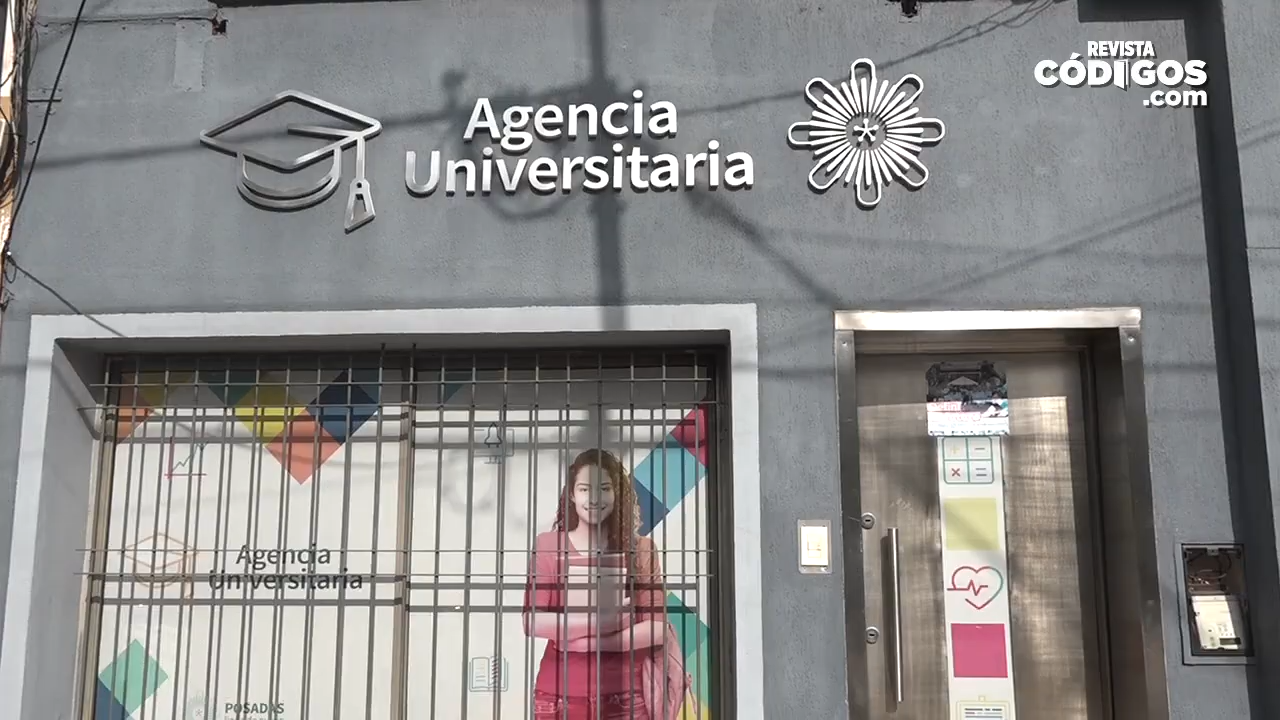 REVISTA
CÓDIGOS
.com
Agencia
Universitaria
Agencia
Universitaria
POSADAS